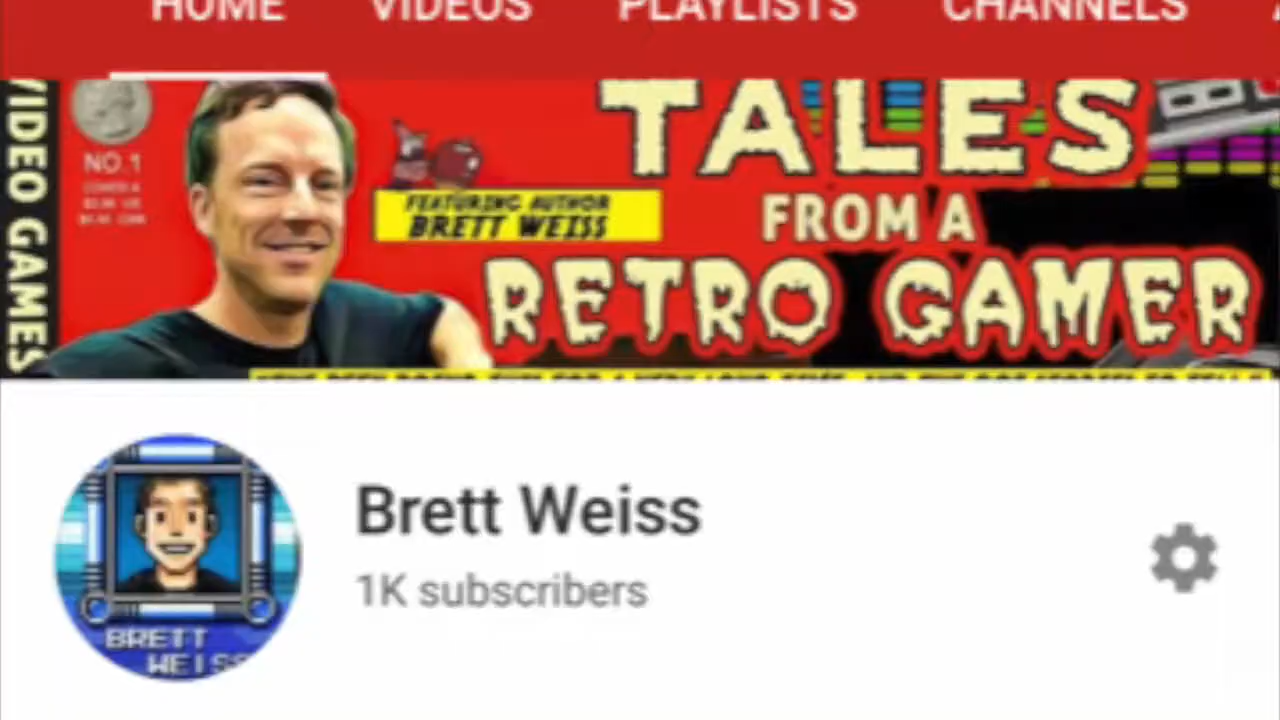 HOME VIDEOS PLAYLISTS CHANNELS
VIDEO GAMES
NO.1
TALES
FEATURING AUTHOR
BRETT WEISS
FROM A
RETRO GAMER
Brett Weiss
1K subscribers
BRETT
WEISS